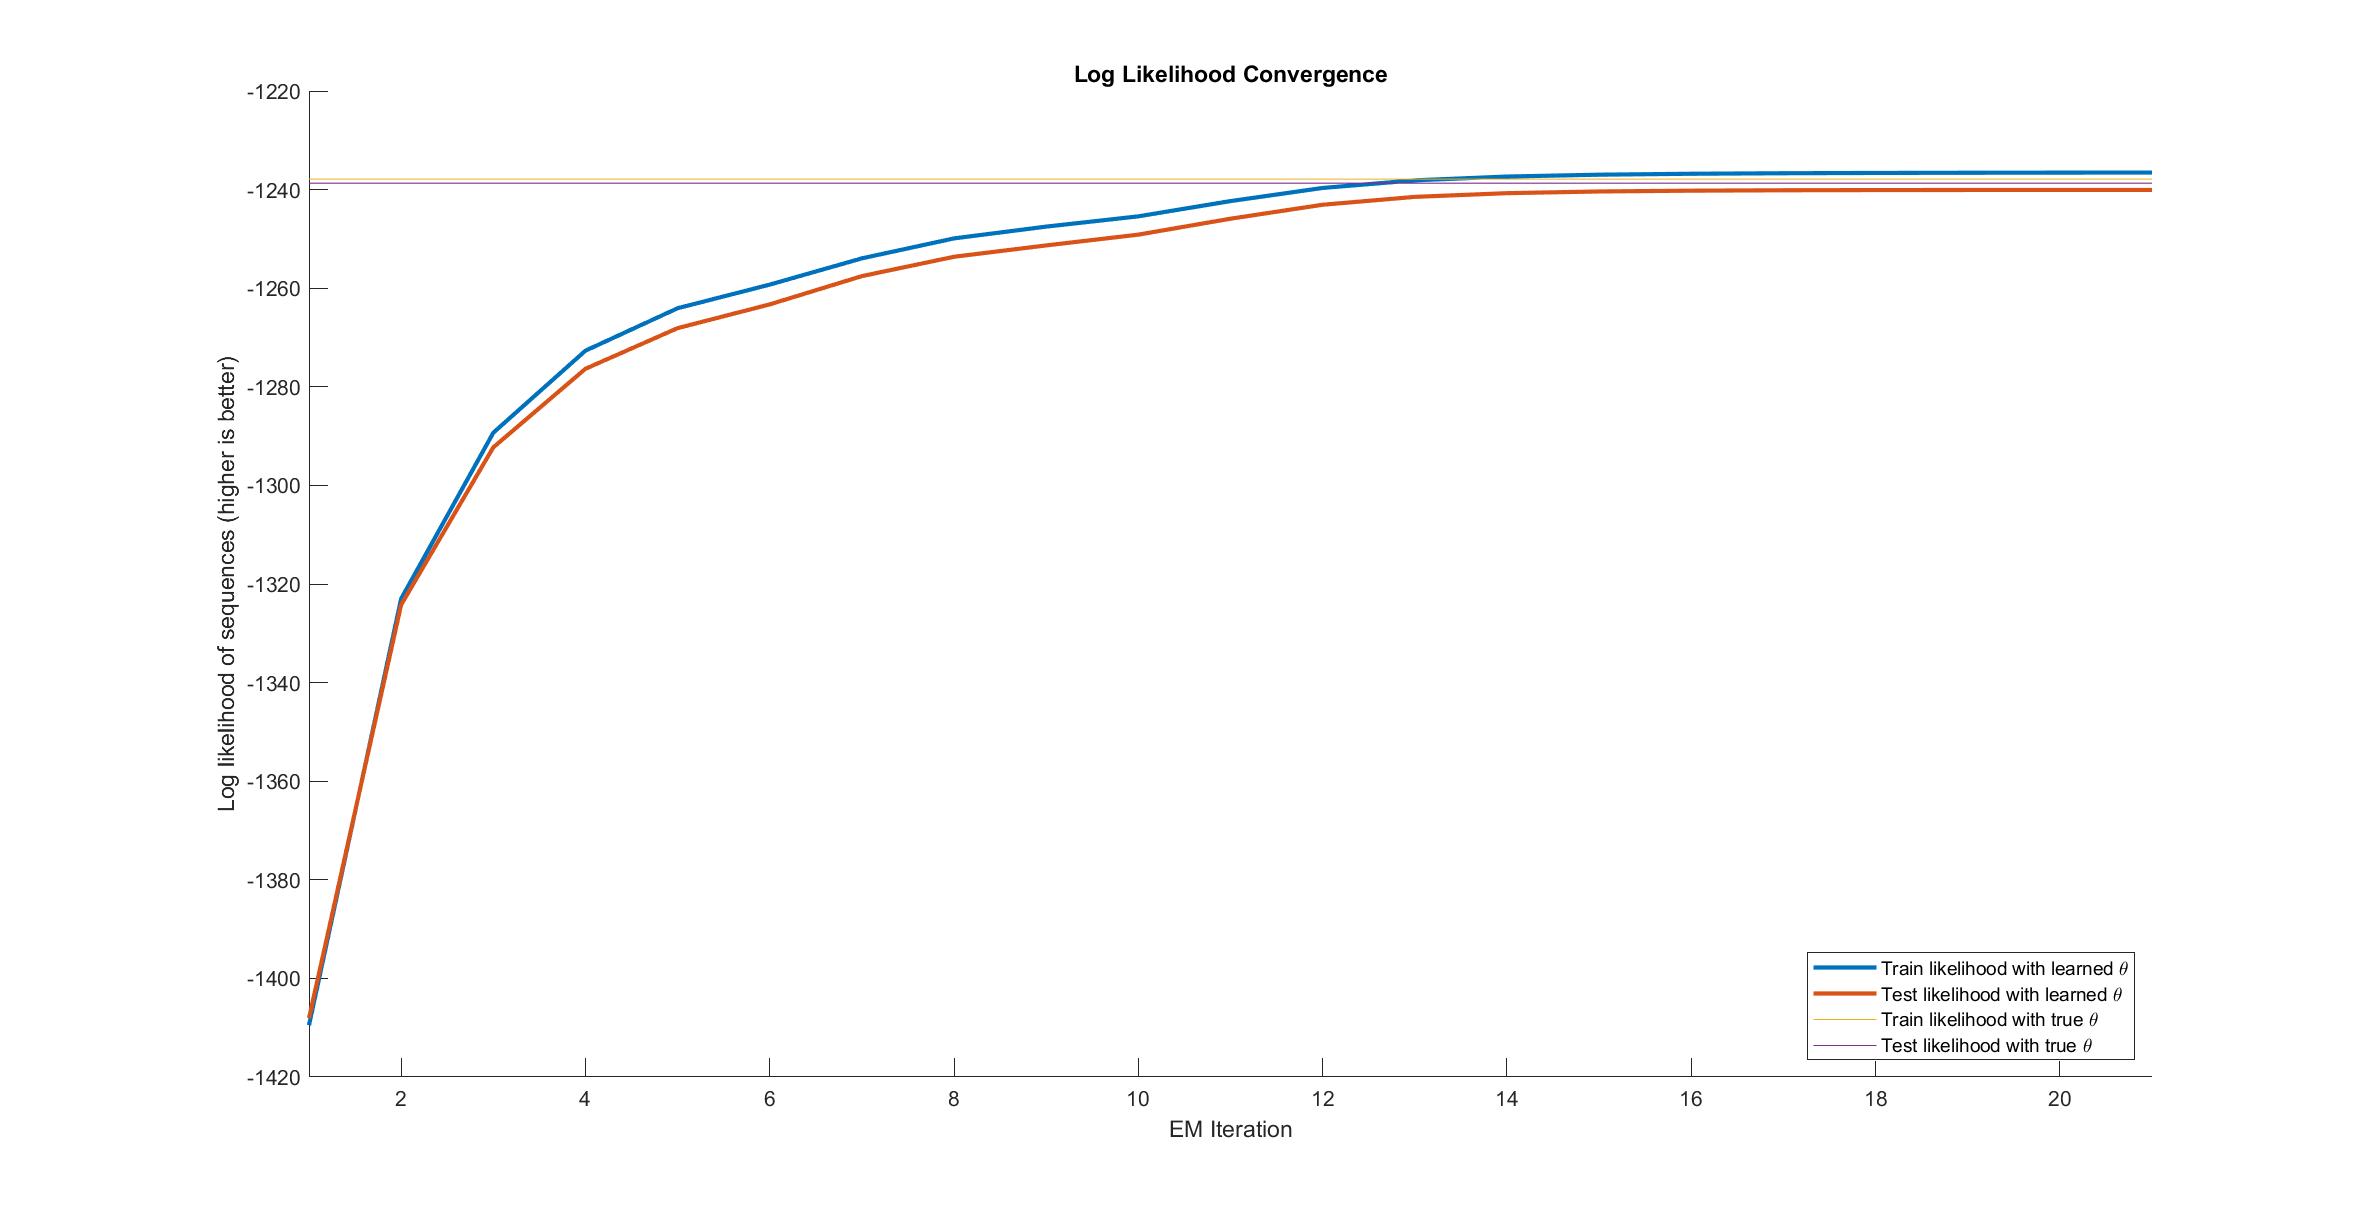 Log Likelihood Convergence
-1220
-1240
-1260
-1280
-1300
-1320
-1340
-1360
-1380
-1400
-1420
Log likelihood of sequences (higher is better)
2 4 6 8 10 12 14 16 18 20
EM Iteration
Train likelihood with learned θ
Test likelihood with learned θ
Train likelihood with true θ
Test likelihood with true θ